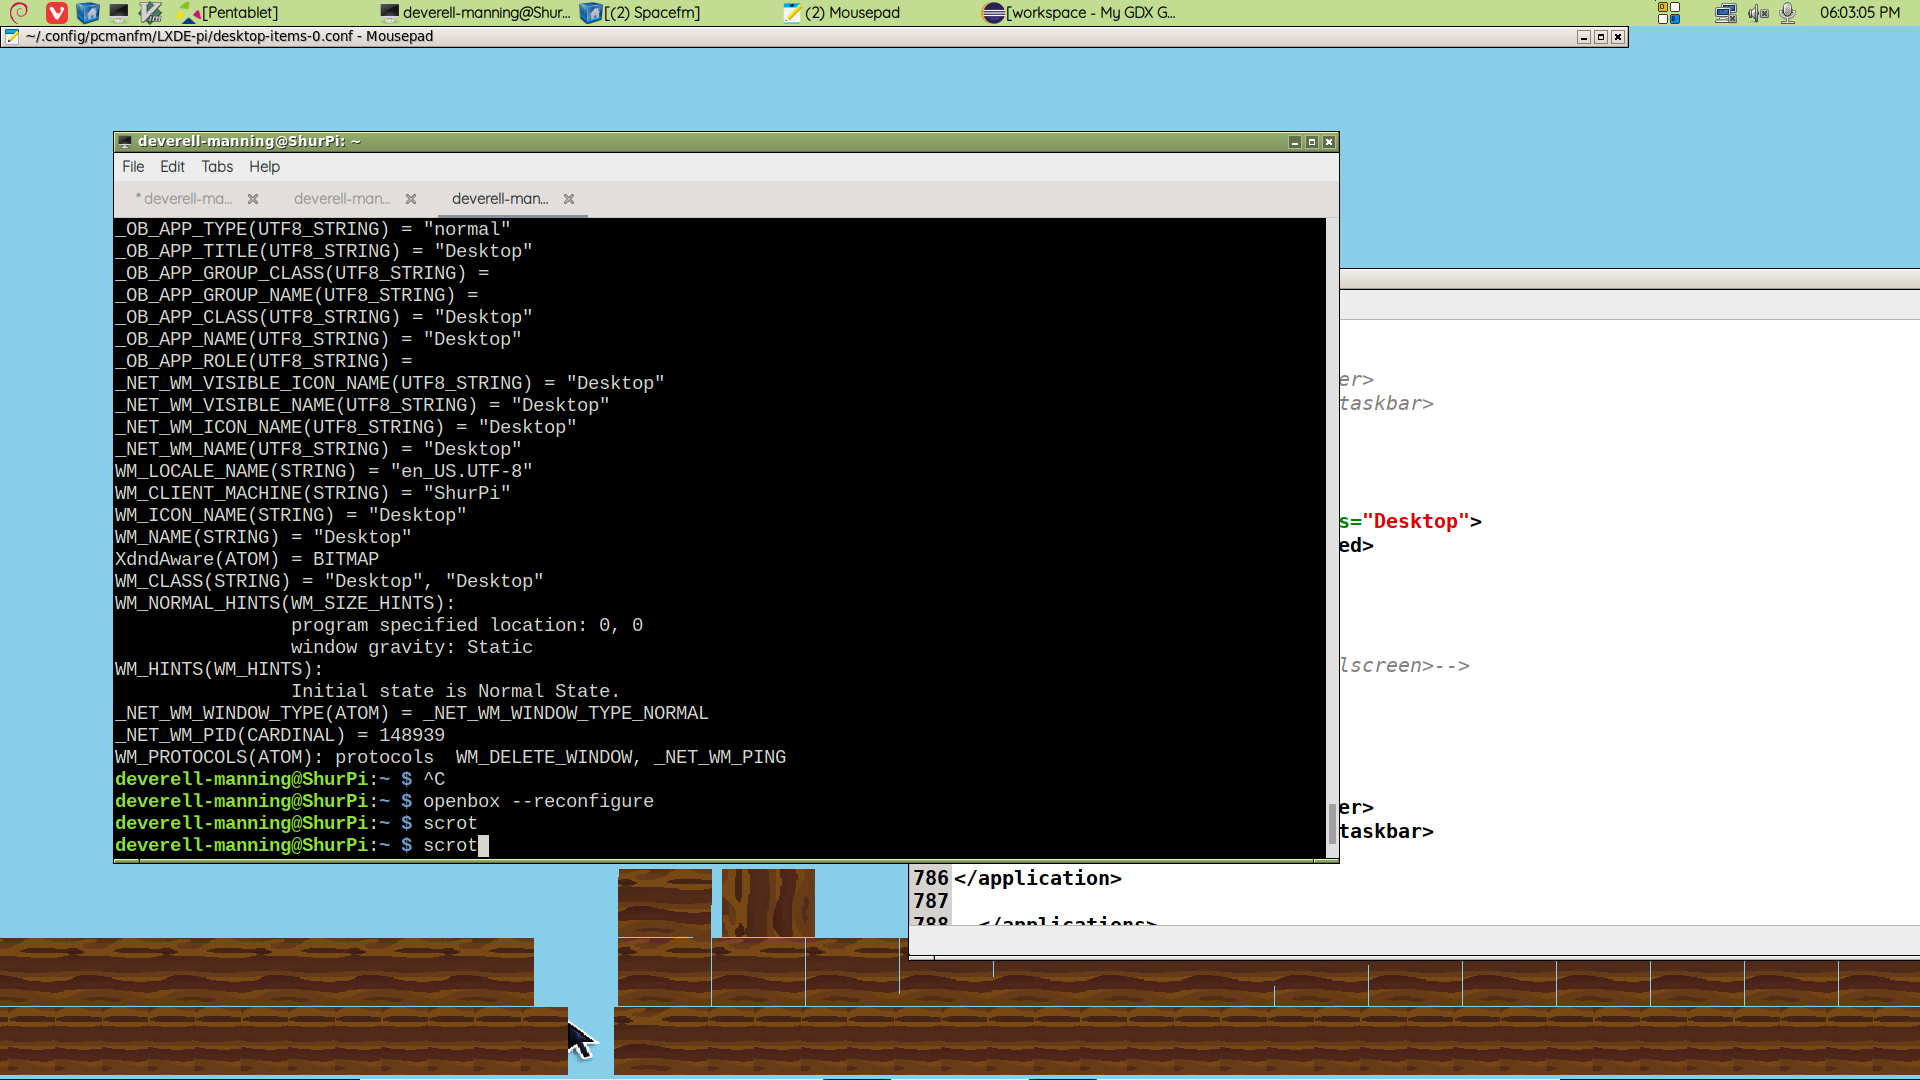 [Pentablet]
deverell-manning@Shur...
[(2) Spacefm]
(2) Mousepad
[workspace - My GDX G...
06:03:05 PM
~/.config/pcmanfm/LXDE-pi/desktop-items-0.conf - Mousepad
deverell-manning@ShurPi: ~
File Edit Tabs Help
* deverell-ma... deverell-man... deverell-man...
_OB_APP_TYPE(UTF8_STRING) = "normal"
_OB_APP_TITLE(UTF8_STRING) = "Desktop"
_OB_APP_GROUP_CLASS(UTF8_STRING) =
_OB_APP_GROUP_NAME(UTF8_STRING) =
_OB_APP_CLASS(UTF8_STRING) = "Desktop"
_OB_APP_NAME(UTF8_STRING) = "Desktop"
_OB_APP_ROLE(UTF8_STRING) =
_NET_WM_VISIBLE_ICON_NAME(UTF8_STRING) = "Desktop"
_NET_WM_VISIBLE_NAME(UTF8_STRING) = "Desktop"
_NET_WM_ICON_NAME(UTF8_STRING) = "Desktop"
_NET_WM_NAME(UTF8_STRING) = "Desktop"
WM_LOCALE_NAME(STRING) = "en_US.UTF-8"
WM_CLIENT_MACHINE(STRING) = "ShurPi"
WM_ICON_NAME(STRING) = "Desktop"
WM_NAME(STRING) = "Desktop"
XdndAware(ATOM) = BITMAP
WM_CLASS(STRING) = "Desktop", "Desktop"
WM_NORMAL_HINTS(WM_SIZE_HINTS):
program specified location: 0, 0
window gravity: Static
WM_HINTS(WM_HINTS):
Initial state is Normal State.
_NET_WM_WINDOW_TYPE(ATOM) = _NET_WM_WINDOW_TYPE_NORMAL
_NET_WM_PID(CARDINAL) = 148939
WM_PROTOCOLS(ATOM): protocols  WM_DELETE_WINDOW, _NET_WM_PING
deverell-manning@ShurPi:~ $ ^C
deverell-manning@ShurPi:~ $ openbox --reconfigure
deverell-manning@ShurPi:~ $ scrot
deverell-manning@ShurPi:~ $ scrot
er>
taskbar>
s="Desktop">
ed>
lscreen>-->
er>
taskbar>
786 </application>
787
788 </applications>